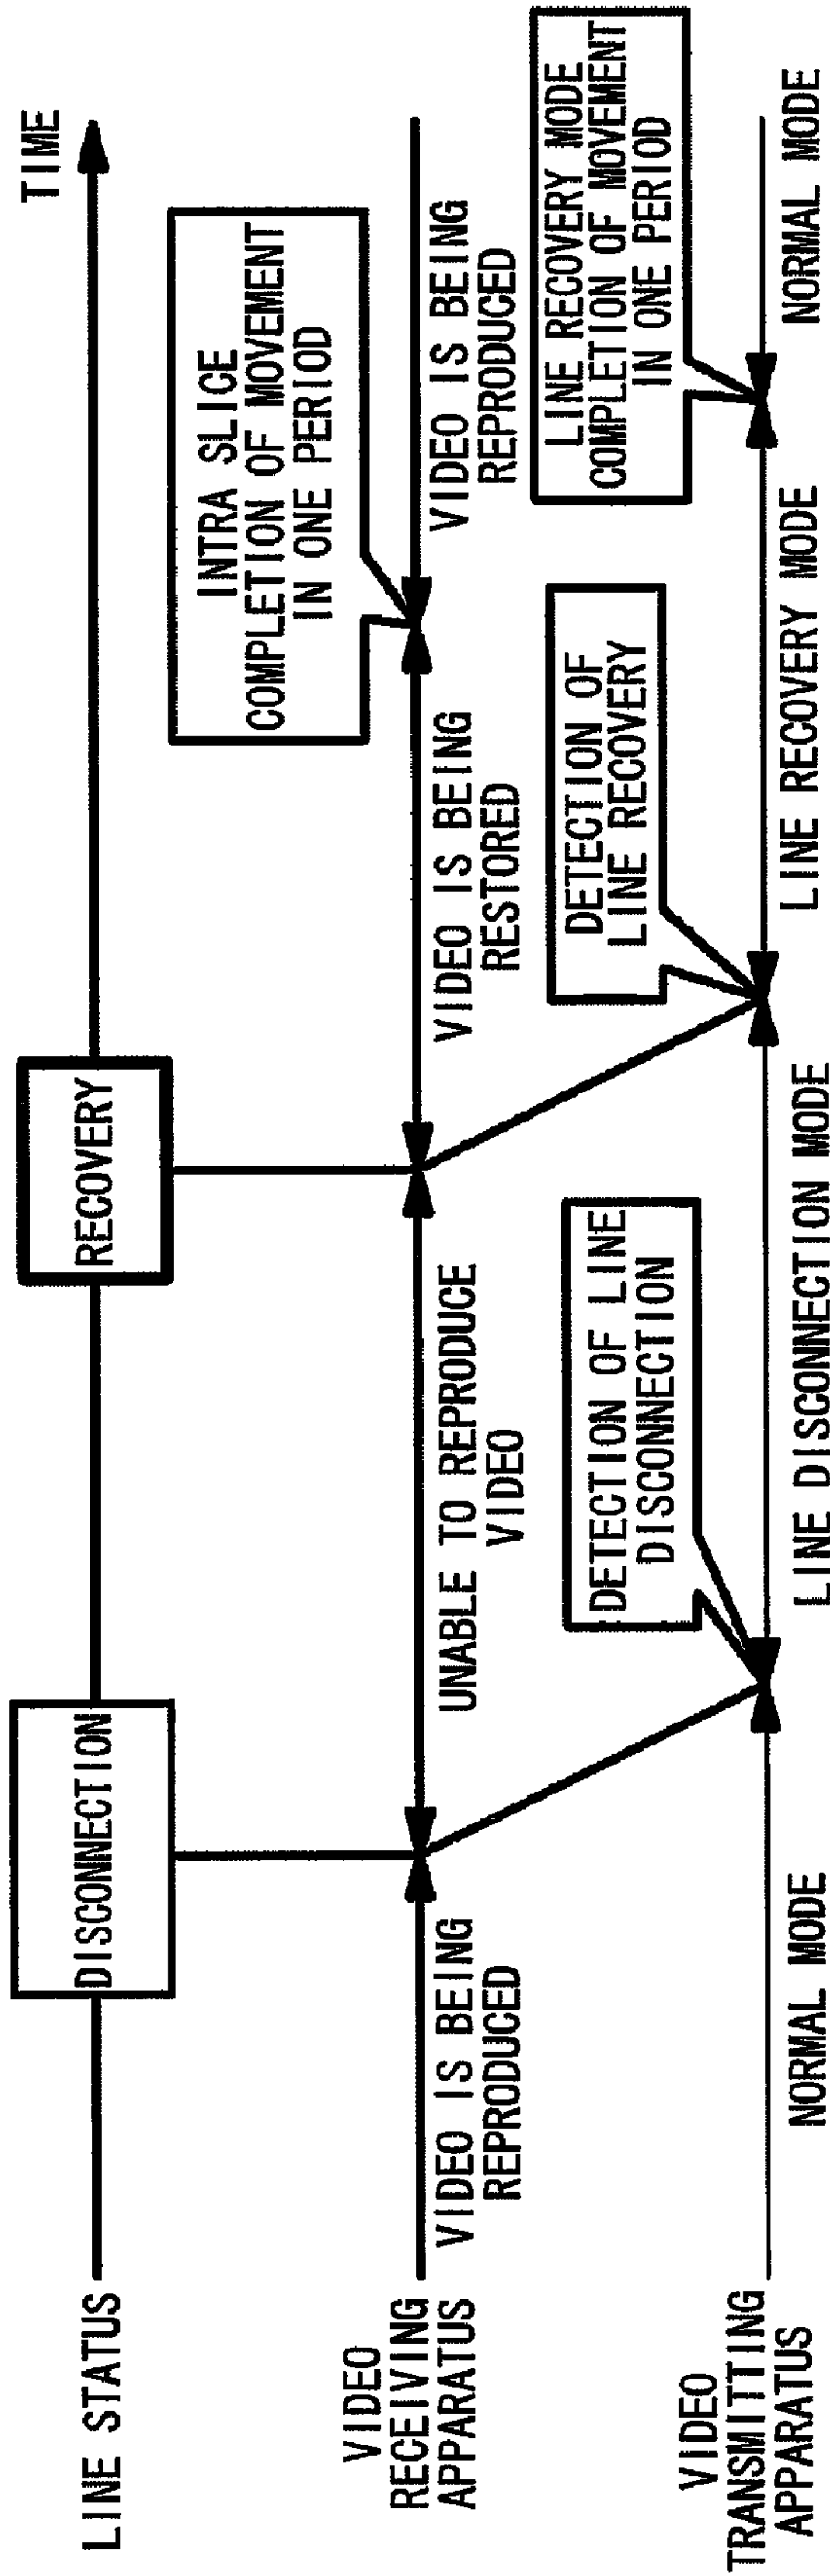 TIME
LINE STATUS
DISCONNECTION
RECOVERY
INTRA SLICE
COMPLETION OF MOVEMENT
IN ONE PERIOD
VIDEO
RECEIVING
APPARATUS
VIDEO IS BEING
REPRODUCED
UNABLE TO REPRODUCE
VIDEO
VIDEO IS BEING
RESTORED
VIDEO IS BEING
REPRODUCED
DETECTION OF LINE
DISCONNECTION
DETECTION OF
LINE RECOVERY
LINE RECOVERY MODE
COMPLETION OF MOVEMENT
IN ONE PERIOD
VIDEO
TRANSMITTING
APPARATUS
NORMAL MODE
LINE DISCONNECTION MODE
LINE RECOVERY MODE
NORMAL MODE